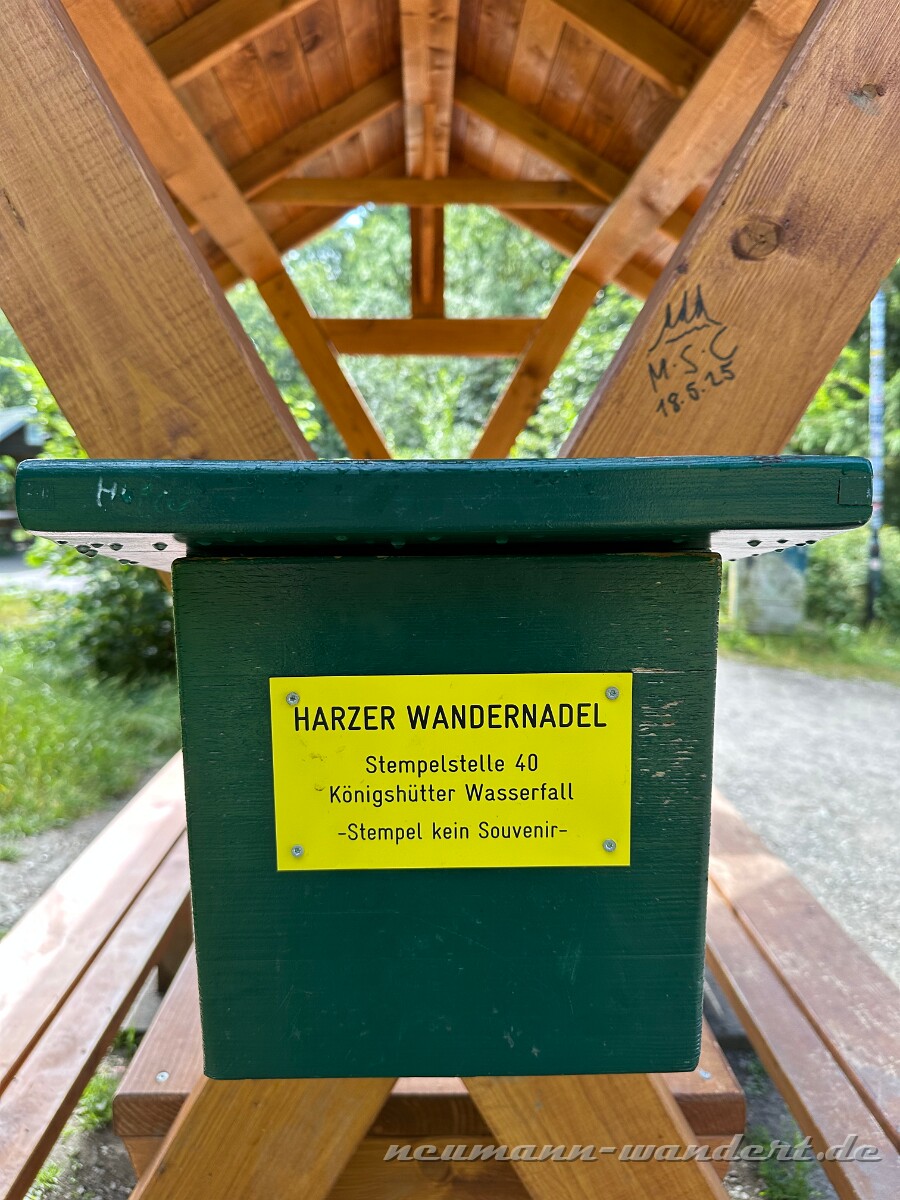 M.S.C
18.6.25
HARZER WANDERNADEL
Stempelstelle 40
Königshütter Wasserfall
-Stempel kein Souvenir-
neumann-wandert.de